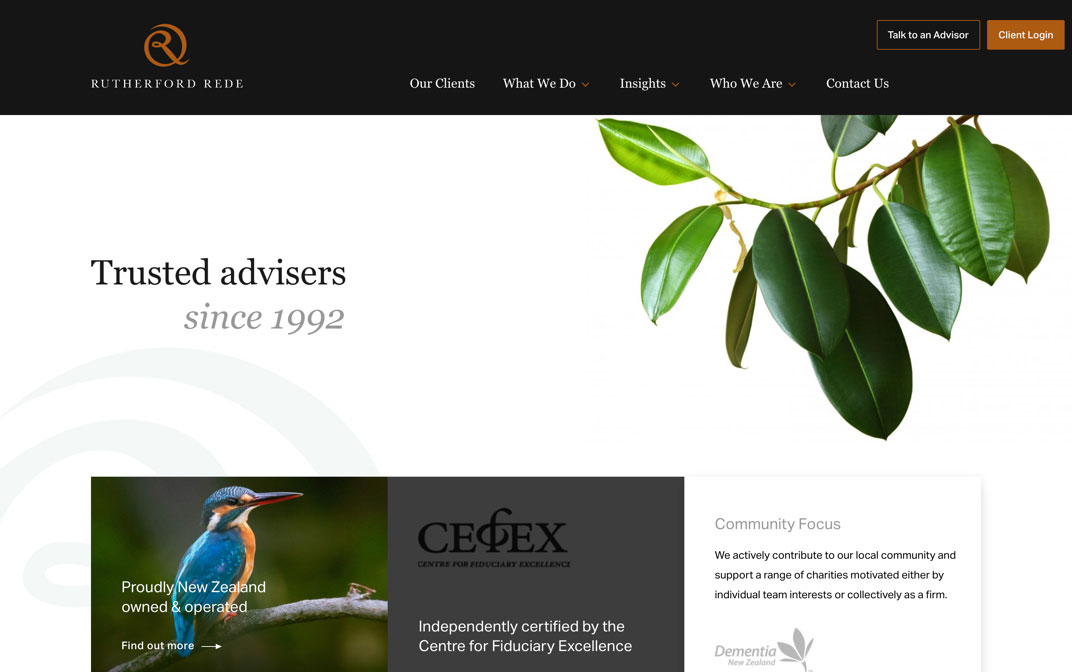 Talk to an Advisor
Client Login
RUTHERFORD REDE
Our Clients
What We Do
Insights
Who We Are
Contact Us
Trusted advisers
since 1992
Proudly New Zealand
owned & operated
Find out more
CEFEX
CENTRE FOR FIDUCIARY EXCELLENCE
Independently certified by the
Centre for Fiduciary Excellence
Community Focus
We actively contribute to our local community and
support a range of charities motivated either by
individual team interests or collectively as a firm.
Dementia
New Zealand